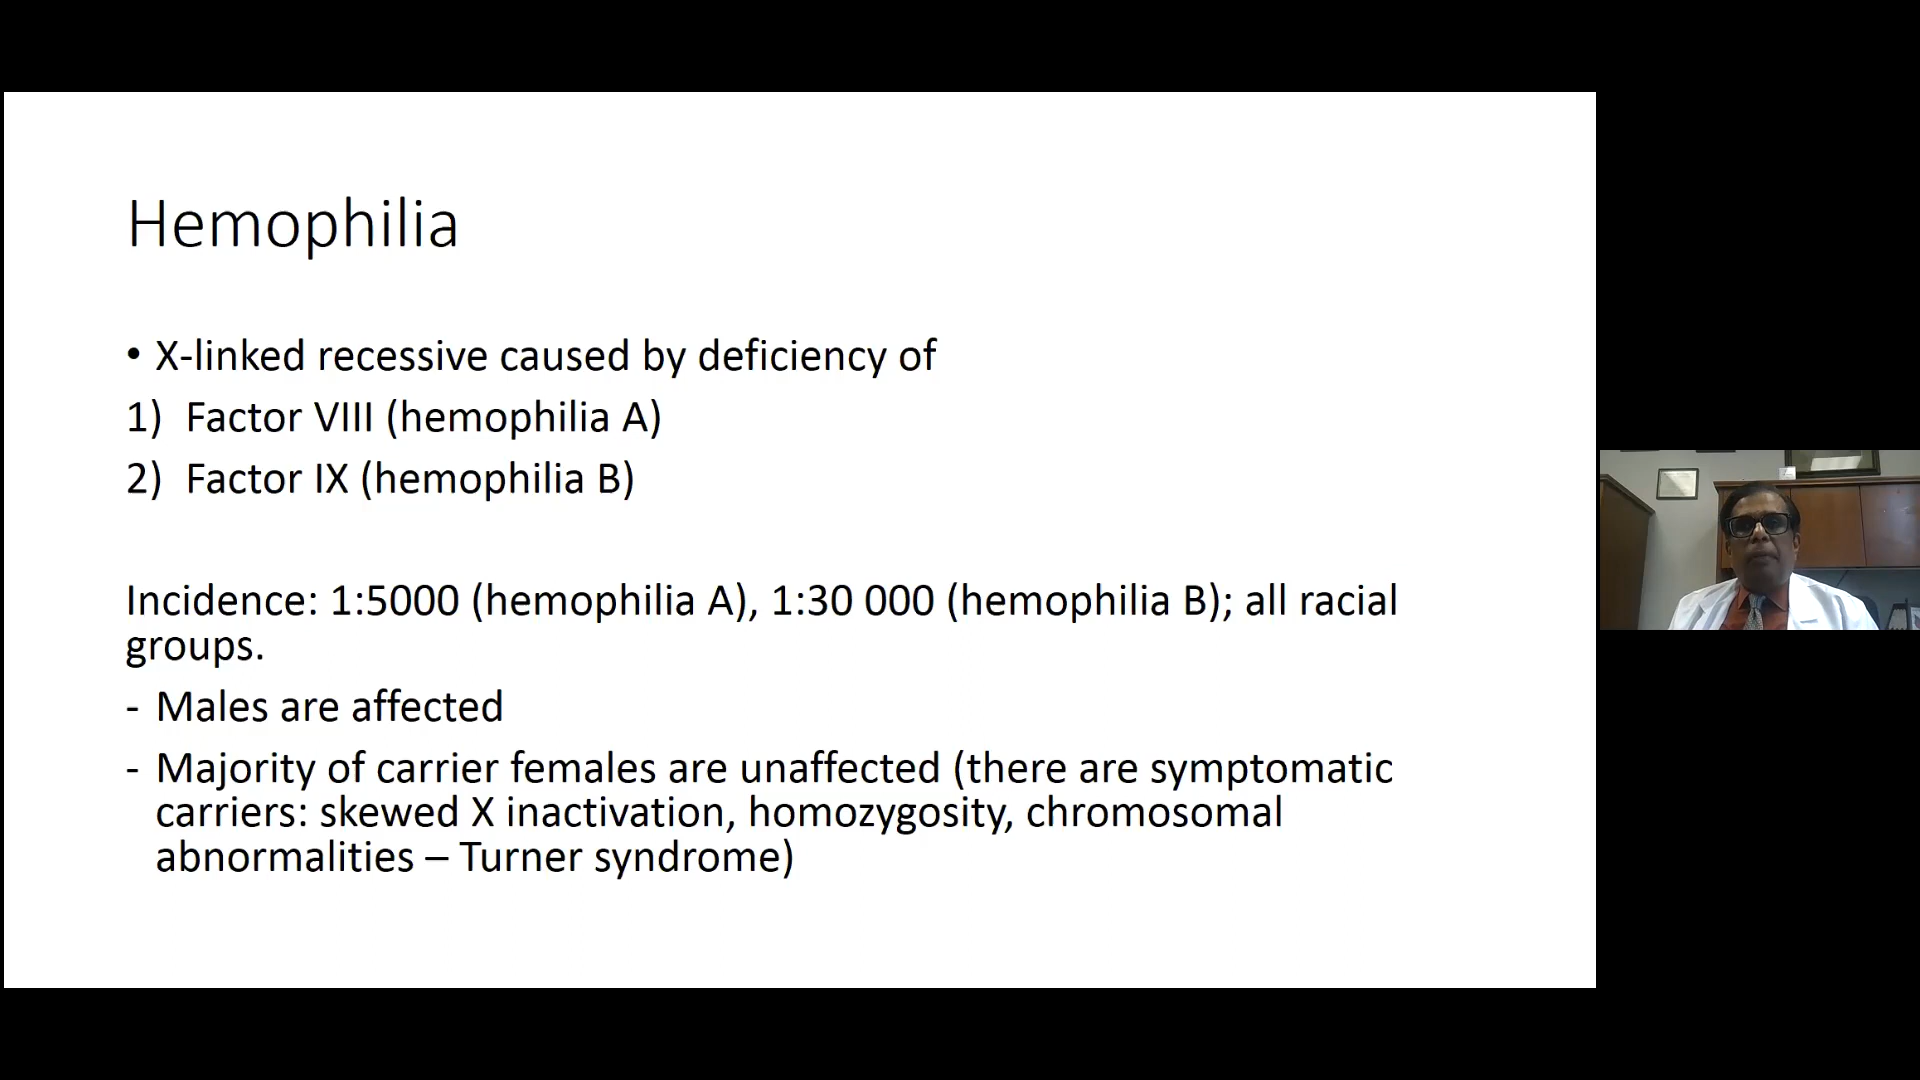 Hemophilia
• X-linked recessive caused by deficiency of
1) Factor VIII (hemophilia A)
2) Factor IX (hemophilia B)
Incidence: 1:5000 (hemophilia A), 1:30 000 (hemophilia B); all racial
groups.
- Males are affected
- Majority of carrier females are unaffected (there are symptomatic
carriers: skewed X inactivation, homozygosity, chromosomal
abnormalities – Turner syndrome)